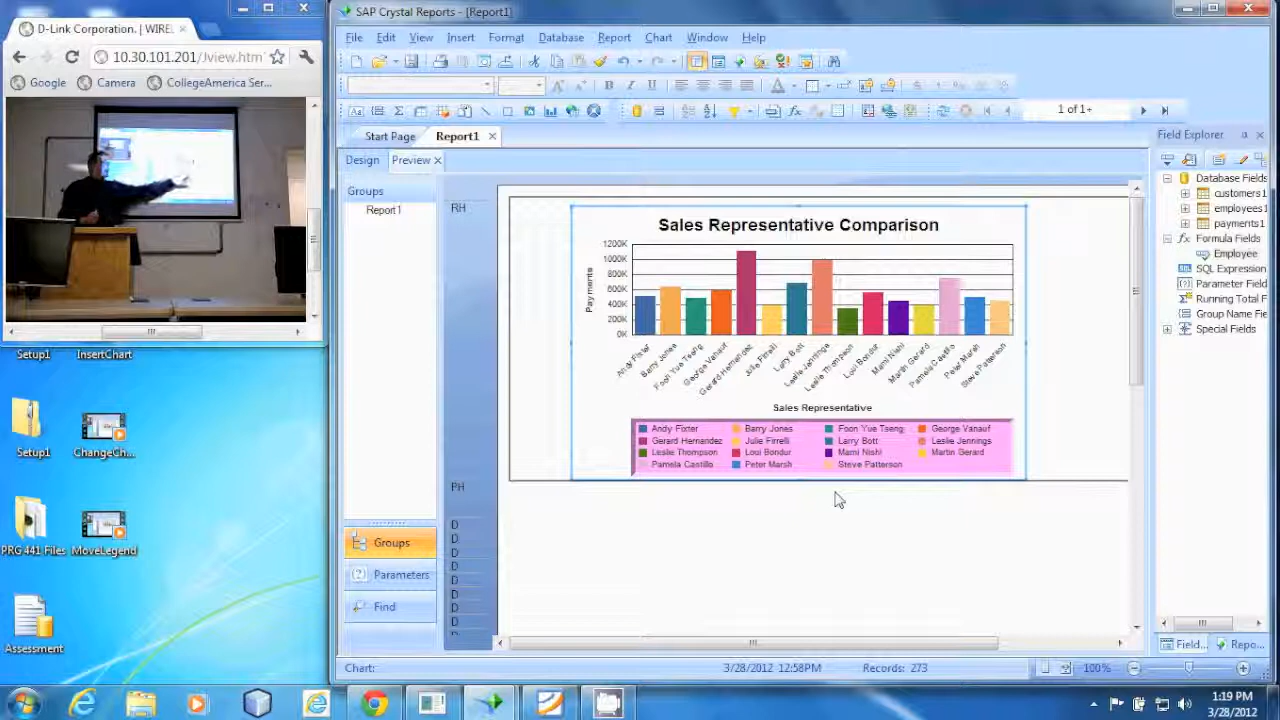 D-Link Corporation. | WIREL
SAP Crystal Reports - [Report1]
10.30.101.201/Jview.htm
Google Camera CollegeAmerica Ser...
File Edit View Insert Format Database Report Chart Window Help
1 of 1+
Start Page Report1
Field Explorer
Design Preview
Groups
Report1
RH
PH
D
D
D
D
D
D
D
D
D
Sales Representative Comparison
Payments
1200K
1000K
800K
600K
400K
200K
0K
Andy Fixter
Barry Jones
Foon Yue Tseng
George Vanauf
Gerard Hernandez
Julie Firrelli
Larry Bott
Leslie Jennings
Leslie Thompson
Loui Bondur
Mami Nishi
Martin Gerard
Pamela Castillo
Peter Marsh
Steve Patterson
Sales Representative
Andy Fixter Barry Jones Foon Yue Tseng George Vanauf
Gerard Hernandez Julie Firrelli Larry Bott Leslie Jennings
Leslie Thompson Loui Bondur Mami Nishi Martin Gerard
Pamela Castillo Peter Marsh Steve Patterson
Database Fields
customers1
employees1
payments1
Formula Fields
Employee
SQL Expression
Parameter Field
Running Total F
Group Name Fie
Special Fields
Groups
Parameters
Find
Field... Repo...
Chart: 3/28/2012 12:58PM Records: 273 100%
Setup1 InsertChart
Setup1 ChangeCh...
PRG 441 Files MoveLegend
Assessment
1:19 PM
3/28/2012